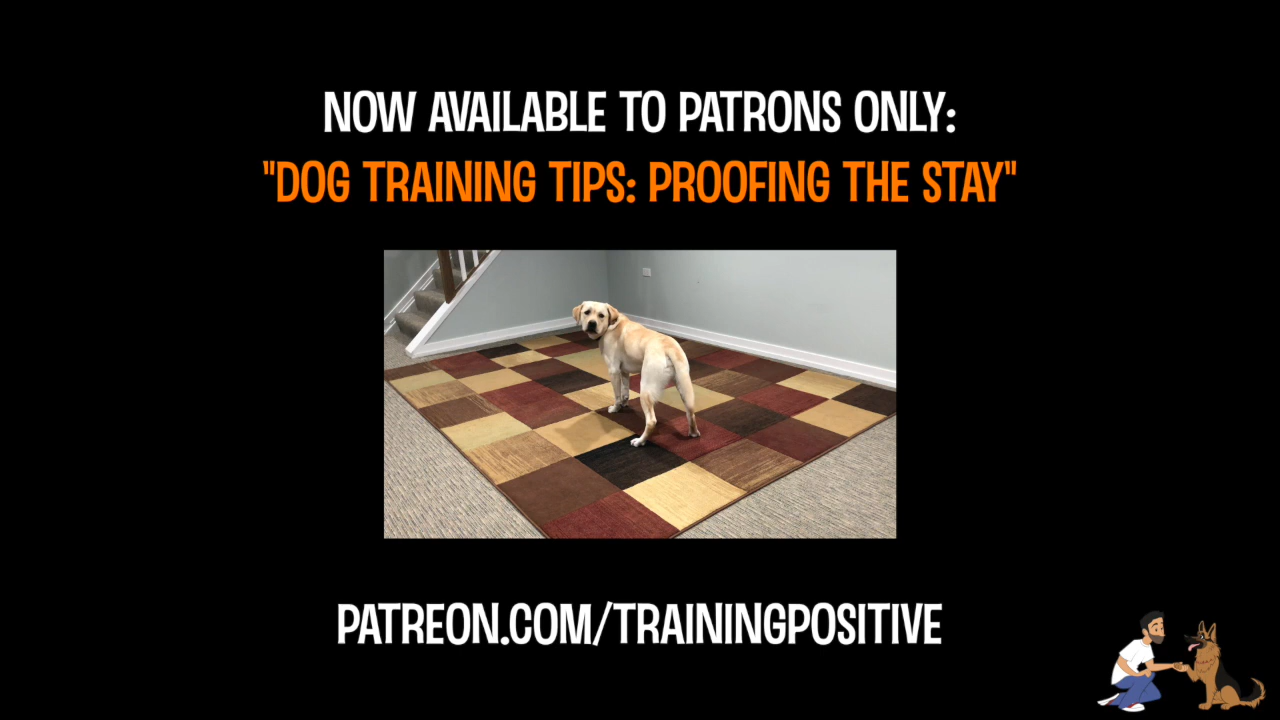 NOW AVAILABLE TO PATRONS ONLY:
"DOG TRAINING TIPS: PROOFING THE STAY"
PATREON.COM/TRAININGPOSITIVE